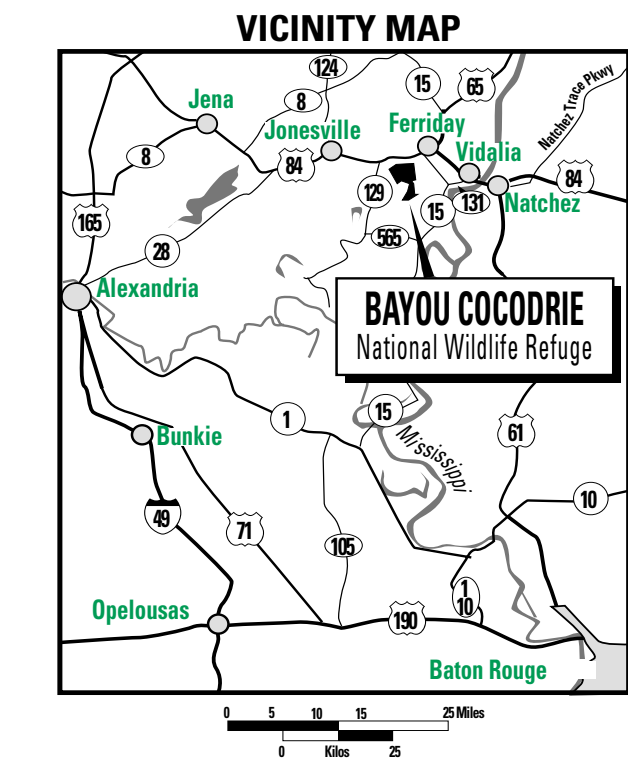 VICINITY MAP
124
15
65
8
Natchez Trace Pkwy
Jena
Jonesville
Ferriday
Vidalia
8
84
84
129
15
131
Natchez
165
565
28
Alexandria
BAYOU COCODRIE
National Wildlife Refuge
1
15
Mississippi
61
Bunkie
10
49
71
105
1
10
Opelousas
190
Baton Rouge
0 5 10 15 25 Miles
0 Kilos 25